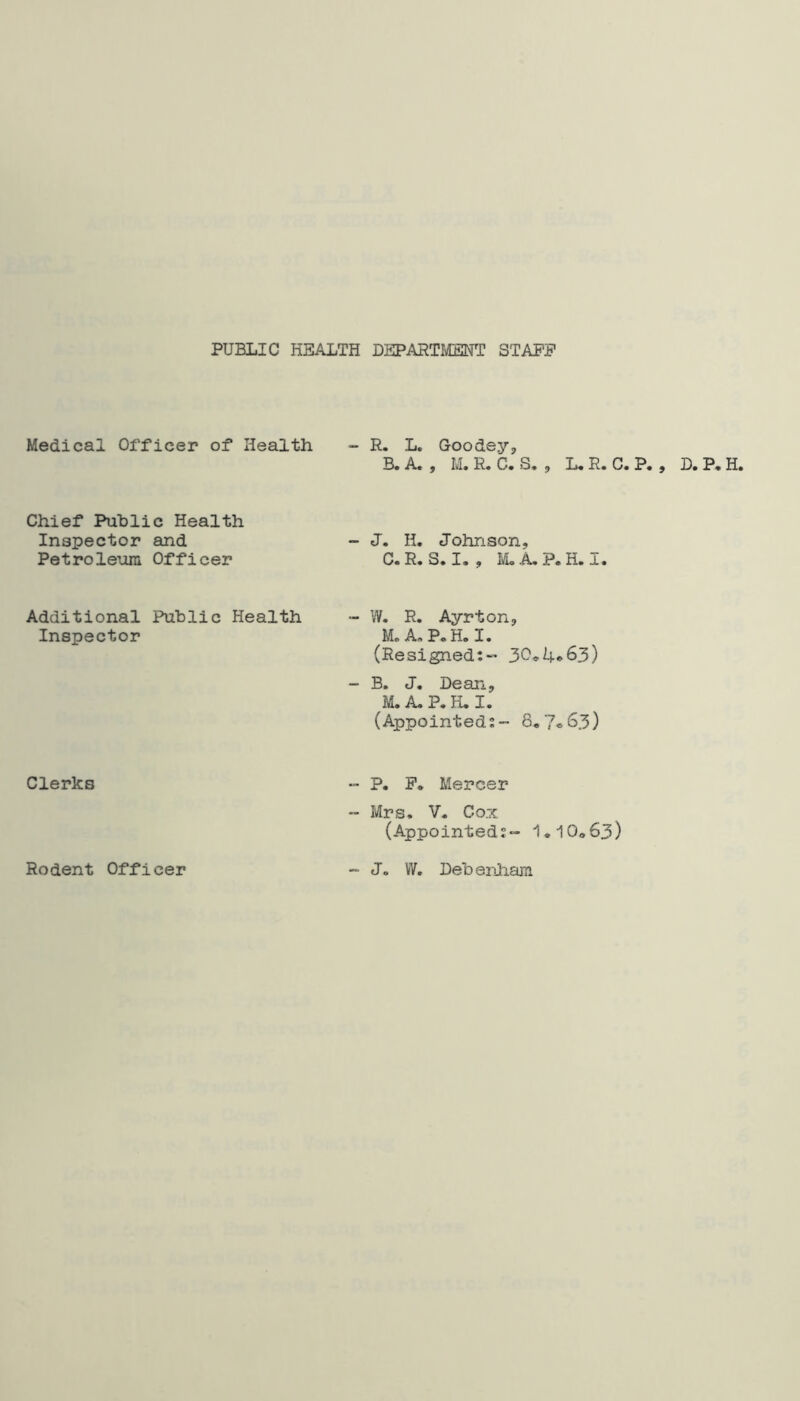 PUBLIC HEALTH DEPARTMENT STAFF
Medical Officer of Health - R. L. Goodey,
B. A. , M. R. C. S. , L. R. C. P. , D. P. H.
Chief Public Health
Inspector and - J. H. Johnson,
Petroleum Officer C. R. S. I. , M. A. P. H. I.
Additional Public Health - W. R. Ayrton,
Inspector M. A. P. H. I.
(Resigned:- 30.4.63)
- B. J. Dean,
M. A. P. H. I.
(Appointed:- 8.7.63)
Clerks - P. F. Mercer
- Mrs. V. Cox
(Appointed:- 1.10.63)
Rodent Officer - J. W. Debenham